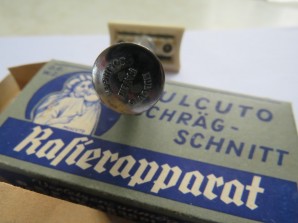 ULCUTO
CHRÄG-
SCHNITT
Rasierapparat